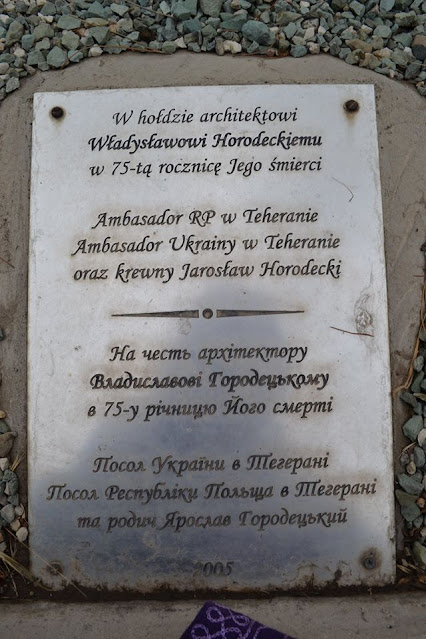 W hołdzie architektowi
Władysławowi Horodeckiemu
w 75-tą rocznicę Jego śmierci
Ambasador RP w Teheranie
Ambasador Ukrainy w Teheranie
oraz krewny Jarosław Horodecki
На честь архітектору
Владиславові Городецькому
в 75-у річницю Його смерті
Посол України в Тегерані
Посол Республіки Польща в Тегерані
та родич Ярослав Городецький
2005